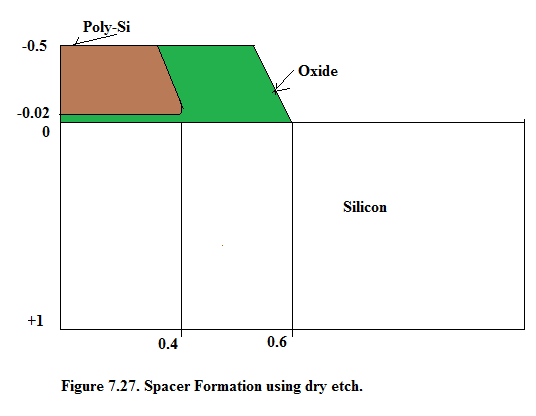 Poly-Si
-0.5
Oxide
-0.02
0
Silicon
+1
0.4
0.6
Figure 7.27. Spacer Formation using dry etch.